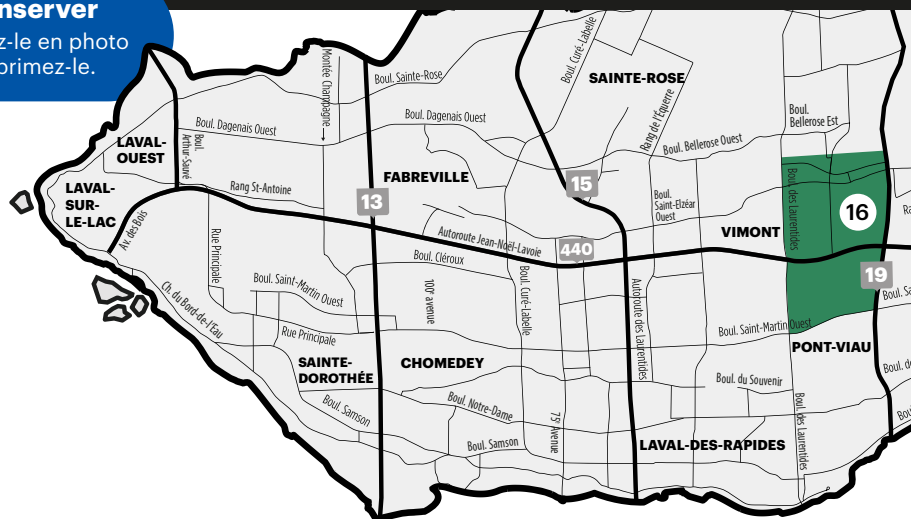 nserver
z-le en photo
primez-le.
Boul. Curé-Labelle
SAINTE-ROSE
Montée Champagne
Boul. Sainte-Rose
Rang de l'Équerre
Boul.
Bellerose Est
Boul. Dagenais Ouest
Boul. Dagenais Ouest
Boul. Bellerose Ouest
LAVAL-
OUEST
Boul.
Arthur-Sauvé
FABREVILLE
15
Boul. des Laurentides
LAVAL-
SUR-
LE-LAC
Rang St-Antoine
13
Boul.
Saint-Elzéar
Ouest
16
Av. des Bois
VIMONT
Rue Principale
Autoroute Jean-Noël-Lavoie
440
Boul. Cléroux
19
Boul. Saint-Martin Ouest
100e avenue
Boul. Curé-Labelle
Autoroute des Laurentides
Ch. du Bord-de-l'Eau
Boul. Sa
Rue Principale
Boul. Saint-Martin Ouest
PONT-VIAU
SAINTE-
DOROTHÉE
CHOMEDEY
Boul. d
Boul. du Souvenir
Boul. Samson
Boul. Notre-Dame
75e Avenue
Boul. des Laurentides
Boul. Samson
LAVAL-DES-RAPIDES